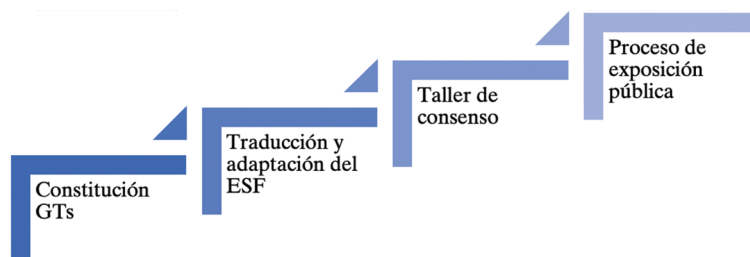 Constitución
GTs
Traducción y
adaptación del
ESF
Taller de
consenso
Proceso de
exposición
pública